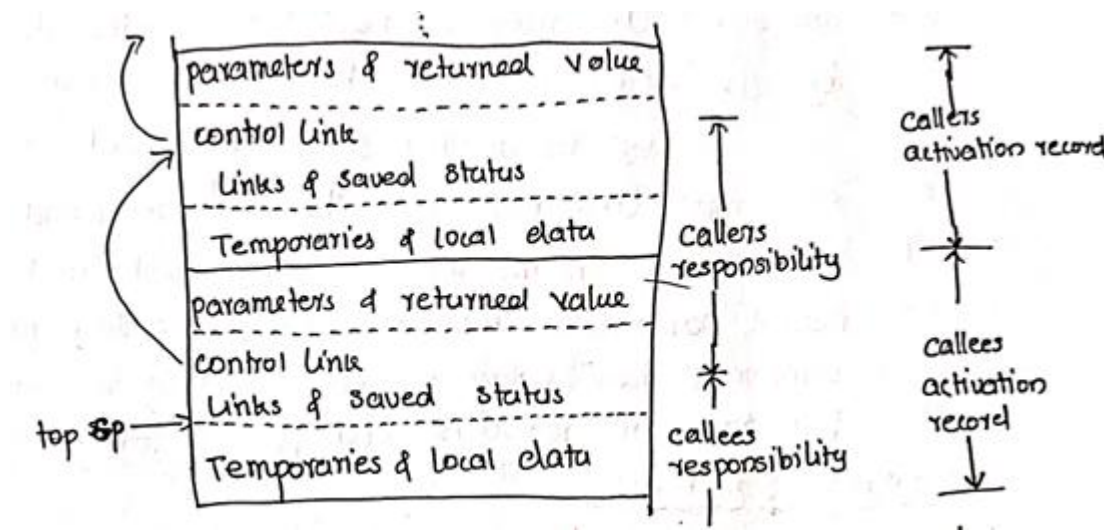 parameters & returned value
control link
Links & saved status
Temporaries & local data
parameters & returned value
control link
Links & saved status
top sp
Temporaries & local data
callers
responsibility
callees
responsibility
callers
activation record
callees
activation
record